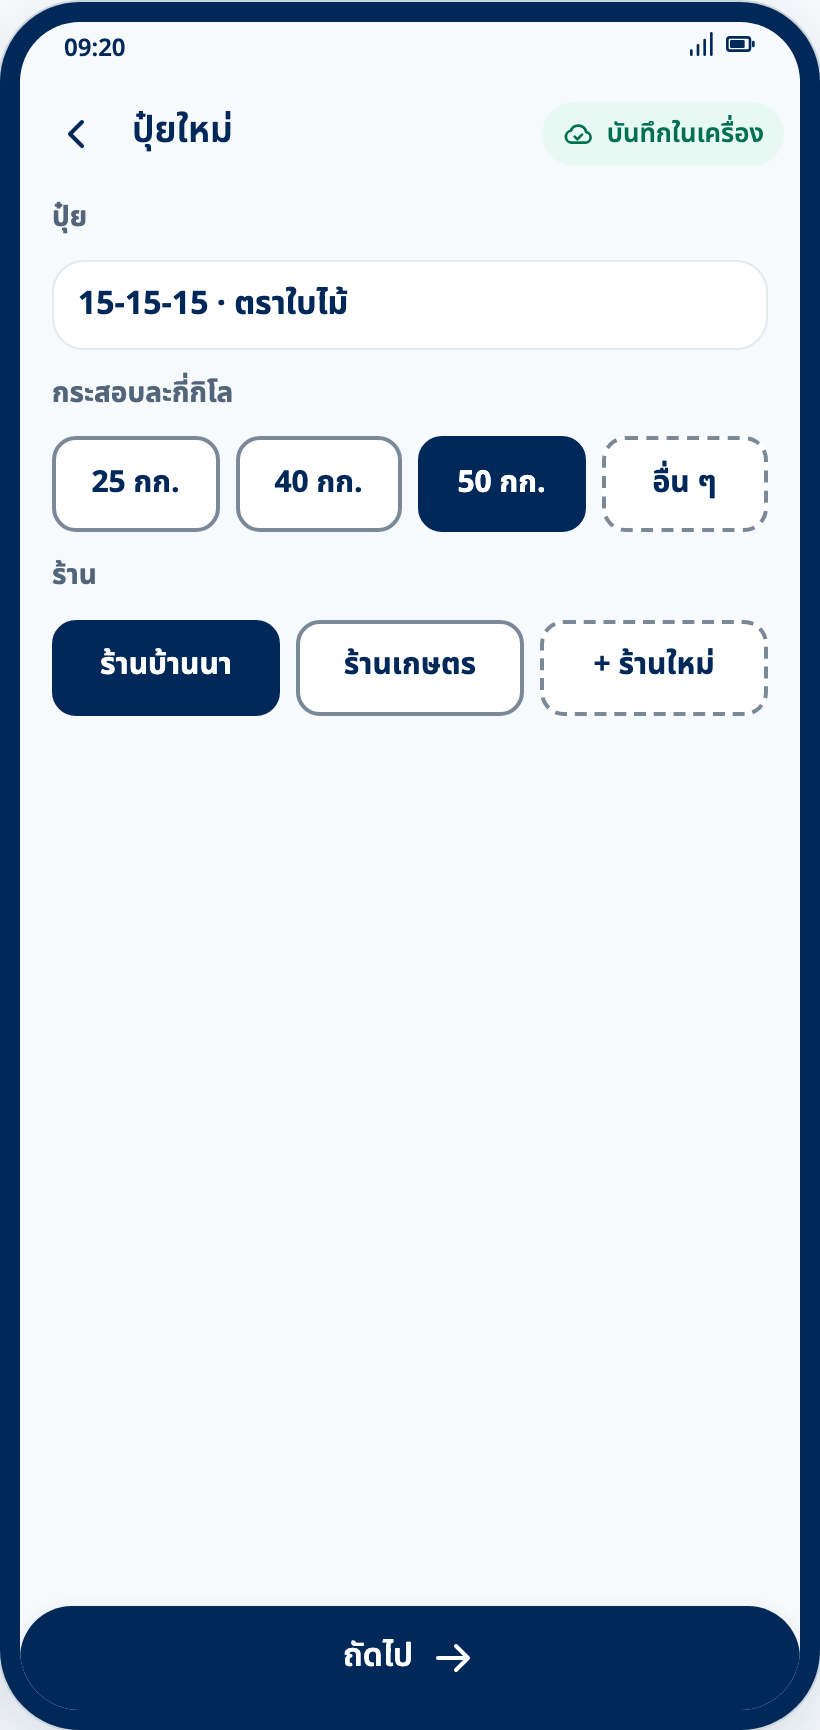 09:20
ปุ๋ยใหม่
บันทึกในเครื่อง
ปุ๋ย
15-15-15 · ตราใบไม้
กระสอบละกี่กิโล
25 กก. 40 กก. 50 กก. อื่น ๆ
ร้าน
ร้านบ้านนา ร้านเกษตร + ร้านใหม่
ถัดไป →